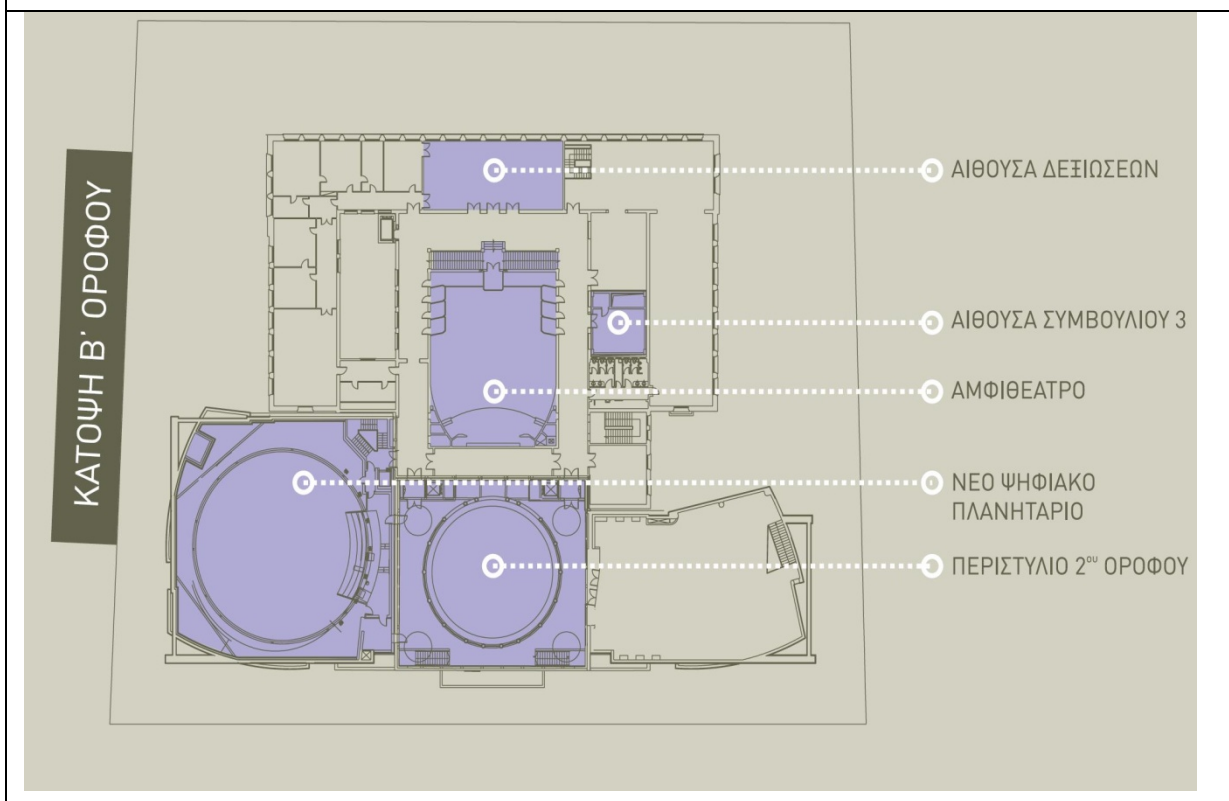 ΚΑΤΟΨΗ Β΄ ΟΡΟΦΟΥ
ΑΙΘΟΥΣΑ ΔΕΞΙΩΣΕΩΝ
ΑΙΘΟΥΣΑ ΣΥΜΒΟΥΛΙΟΥ 3
ΑΜΦΙΘΕΑΤΡΟ
ΝΕΟ ΨΗΦΙΑΚΟ
ΠΛΑΝΗΤΑΡΙΟ
ΠΕΡΙΣΤΥΛΙΟ 2ου ΟΡΟΦΟΥ